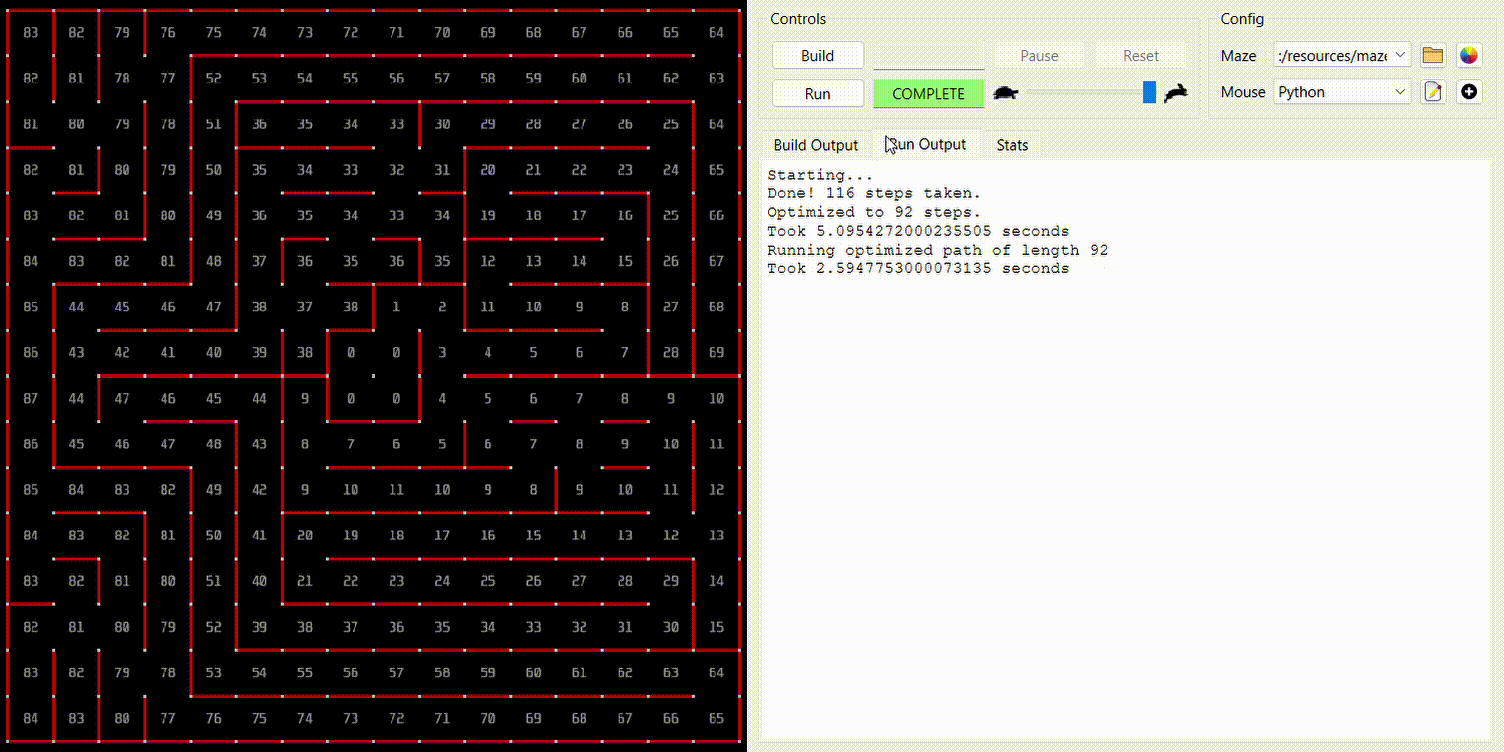 Controls
Config
Build
Pause
Reset
Maze
:/resources/maze
Run
COMPLETE
Mouse
Python
Build Output
Run Output
Stats
Starting...
Done! 116 steps taken.
Optimized to 92 steps.
Took 5.0954272000235505 seconds
Running optimized path of length 92
Took 2.5947753000073135 seconds
83 82 79 76 75 74 73 72 71 70 69 68 67 66 65 64
82 81 78 77 52 53 54 55 56 57 58 59 60 61 62 63
81 80 79 78 51 36 35 34 33 30 29 28 27 26 25 64
82 81 80 79 50 35 34 33 32 31 20 21 22 23 24 65
83 82 81 80 49 36 35 34 33 34 19 18 17 16 25 66
84 83 82 81 48 37 36 35 36 35 12 13 14 15 26 67
85 44 45 46 47 38 37 38 1 2 11 10 9 8 27 68
86 43 42 41 40 39 38 0 0 3 4 5 6 7 28 69
87 44 47 46 45 44 9 0 0 4 5 6 7 8 9 10
86 45 46 47 48 43 8 7 6 5 6 7 8 9 10 11
85 84 83 82 49 42 9 10 11 10 9 8 9 10 11 12
84 83 82 81 50 41 20 19 18 17 16 15 14 13 12 13
83 82 81 80 51 40 21 22 23 24 25 26 27 28 29 14
82 81 80 79 52 39 38 37 36 35 34 33 32 31 30 15
83 82 79 78 53 54 55 56 57 58 59 60 61 62 63 64
84 83 80 77 76 75 74 73 72 71 70 69 68 67 66 65